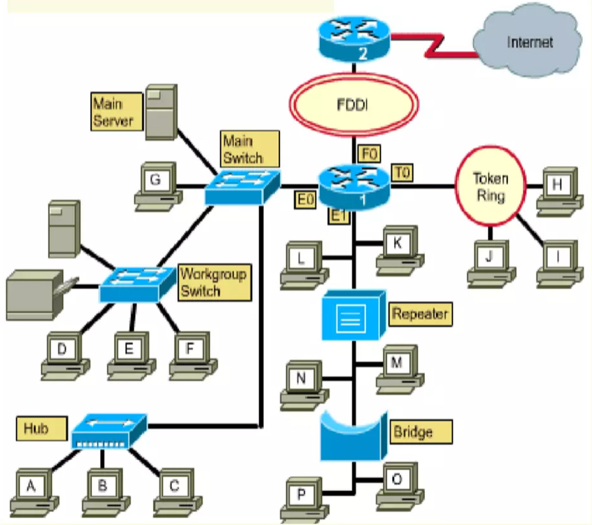 2
Internet
FDDI
Main
Server
Main
Switch
F0
T0
Token
Ring
H
G
E0
1
E1
K
L
J
I
Workgroup
Switch
Repeater
D
E
F
M
N
Hub
Bridge
A
B
C
P
O